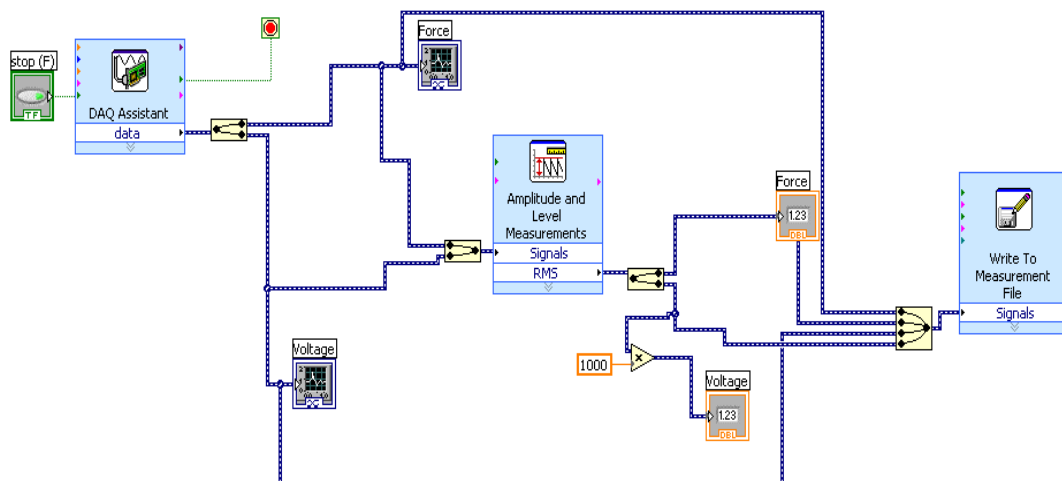 Force
stop (F)
TF
DAQ Assistant
data
Amplitude and
Level
Measurements
Signals
RMS
Force
1.23
DBL
Write To
Measurement
File
Signals
Voltage
1000
Voltage
1.23
DBL